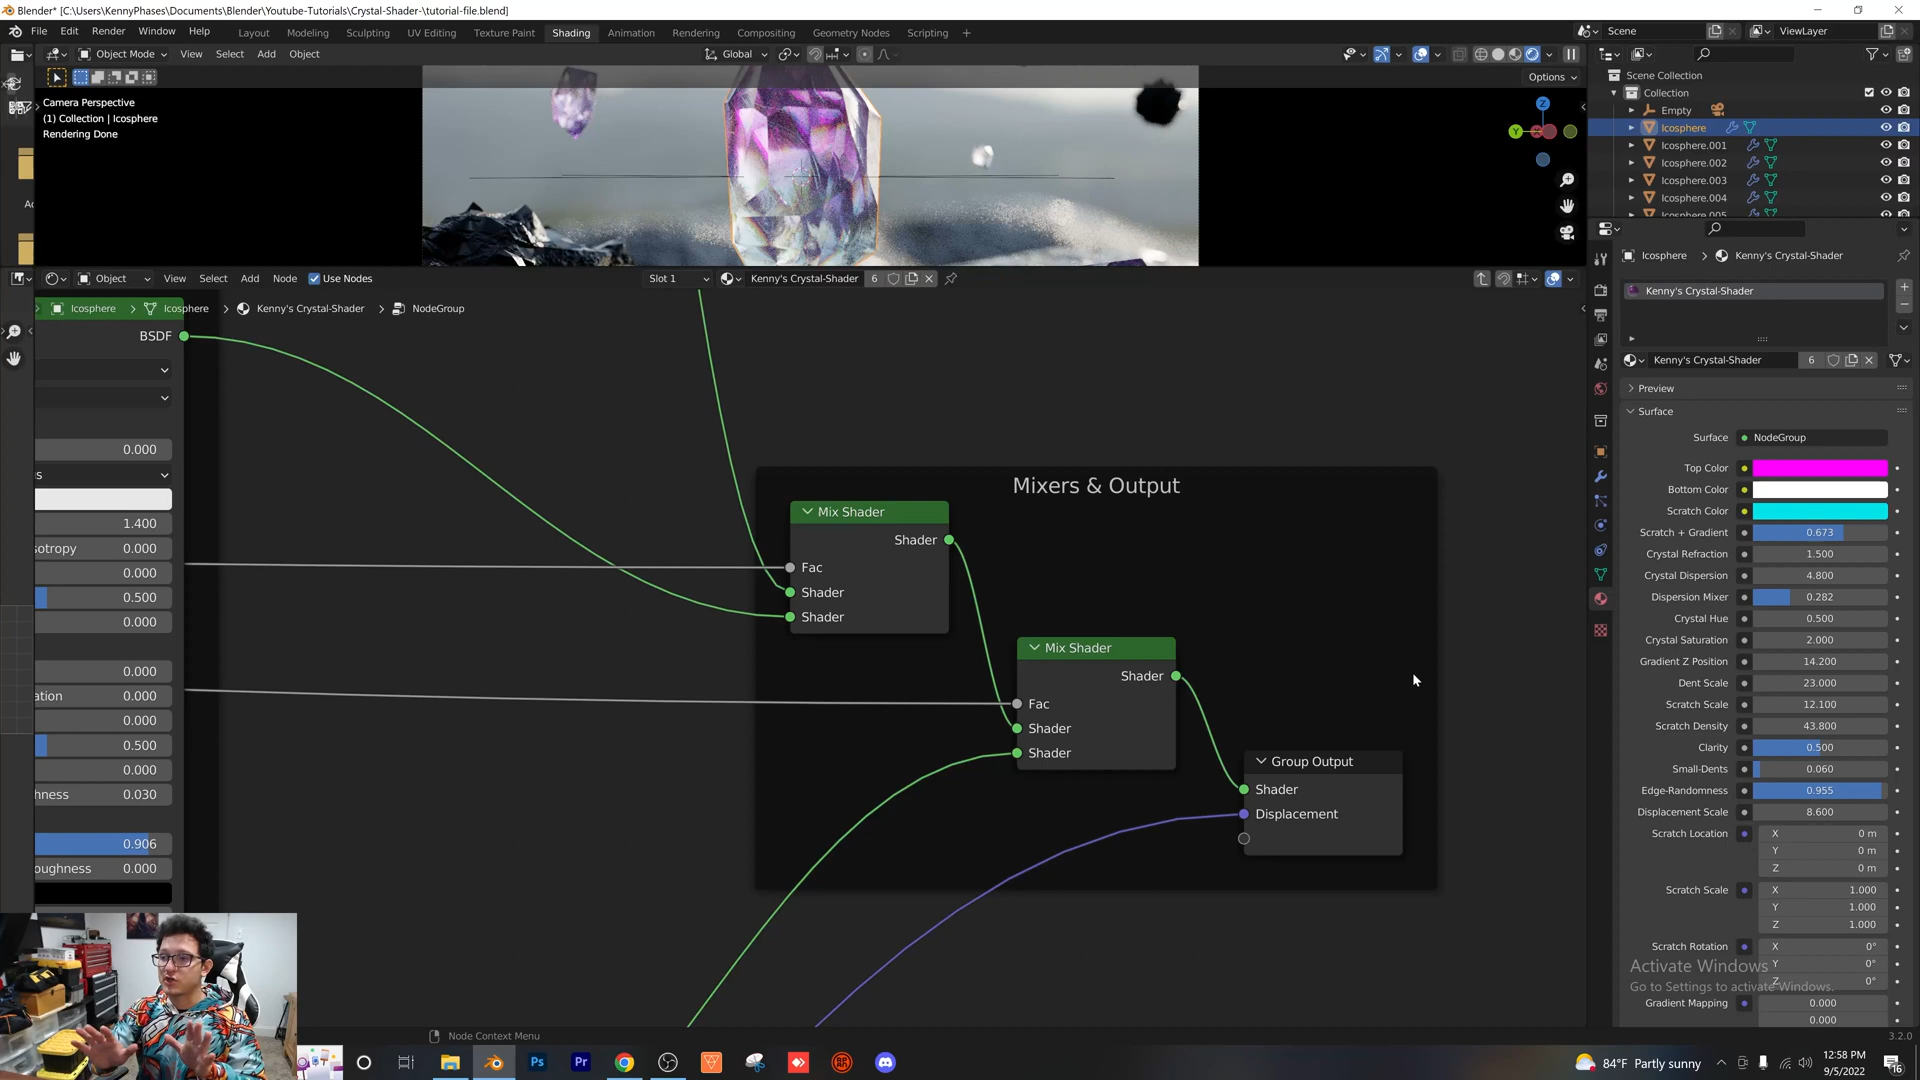 Blender* [C:\Users\KennyPhases\Documents\Blender\Youtube-Tutorials\Crystal-Shader-\tutorial-file.blend]
File Edit Render Window Help Layout Modeling Sculpting UV Editing Texture Paint Shading Animation Rendering Compositing Geometry Nodes Scripting + Scene ViewLayer
Object Mode View Select Add Object Global
Options
Camera Perspective
(1) Collection | Icosphere
Rendering Done
Scene Collection
Collection
Empty
Icosphere
Icosphere.001
Icosphere.002
Icosphere.003
Icosphere.004
Icosphere.005
Object View Select Add Node Use Nodes Slot 1 Kenny's Crystal-Shader 6
Icosphere > Icosphere > Kenny's Crystal-Shader > NodeGroup
BSDF
0.000
1.400
sotropy 0.000
0.000
0.500
0.000
0.000
ation 0.000
0.000
0.500
0.000
hness 0.030
0.906
oughness 0.000
Mixers & Output
Mix Shader
Shader
Fac
Shader
Shader
Mix Shader
Shader
Fac
Shader
Shader
Group Output
Shader
Displacement
Icosphere > Kenny's Crystal-Shader
Kenny's Crystal-Shader
Kenny's Crystal-Shader 6
Preview
Surface
Surface NodeGroup
Top Color
Bottom Color
Scratch Color
Scratch + Gradient 0.673
Crystal Refraction 1.500
Crystal Dispersion 4.800
Dispersion Mixer 0.282
Crystal Hue 0.500
Crystal Saturation 2.000
Gradient Z Position 14.200
Dent Scale 23.000
Scratch Scale 12.100
Scratch Density 43.800
Clarity 0.500
Small-Dents 0.060
Edge-Randomness 0.955
Displacement Scale 8.600
Scratch Location X 0 m
Y 0 m
Z 0 m
Scratch Scale X 1.000
Y 1.000
Z 1.000
Scratch Rotation X 0°
Y 0°
Z 0°
Gradient Mapping 0.000
0.000
Activate Windows
Go to Settings to activate Windows.
Node Context Menu
3.2.0
Ps Pr
84°F Partly sunny
12:58 PM
9/5/2022
16